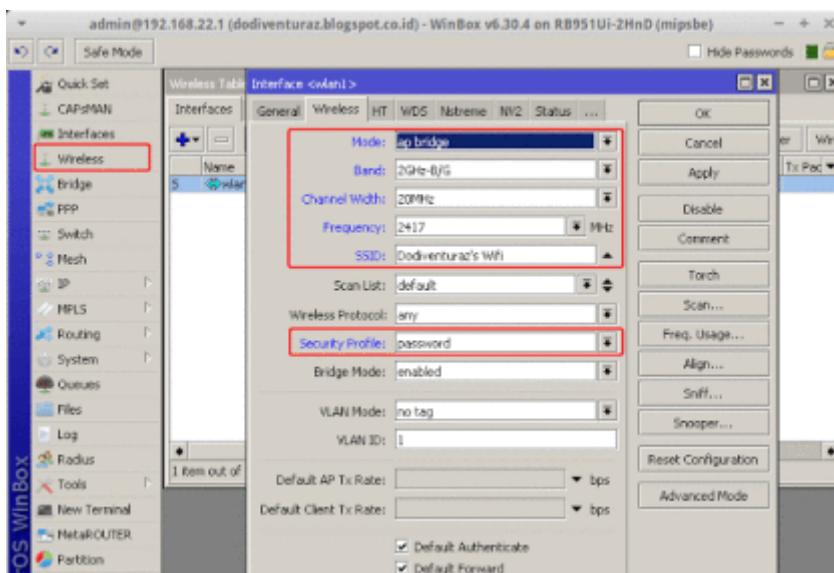 admin@192.168.22.1 (dodiventuraz.blogspot.co.id) - WinBox v6.30.4 on RB951Ui-2HnD (mipsbe)
Safe Mode
Hide Passwords
Quick Set
CAPsMAN
Interfaces
Wireless
Bridge
PPP
Switch
Mesh
IP
MPLS
Routing
System
Queues
Files
Log
Radius
Tools
New Terminal
MetaROUTER
Partition
OS WinBox
Wireless Table
Interfaces
Name
Tx Pac
5 wlan
1 item out of
Interface <wlan1>
General Wireless HT WDS Nstreme NV2 Status ...
Mode: ap bridge
Band: 2GHz-B/G
Channel Width: 20MHz
Frequency: 2417 MHz
SSID: Dodiventuraz's Wifi
Scan List: default
Wireless Protocol: any
Security Profile: password
Bridge Mode: enabled
VLAN Mode: no tag
VLAN ID: 1
Default AP Tx Rate: bps
Default Client Tx Rate: bps
Default Authenticate
Default Forward
OK
Cancel
Apply
Disable
Comment
Torch
Scan...
Freq. Usage...
Align...
Sniff...
Snooper...
Reset Configuration
Advanced Mode